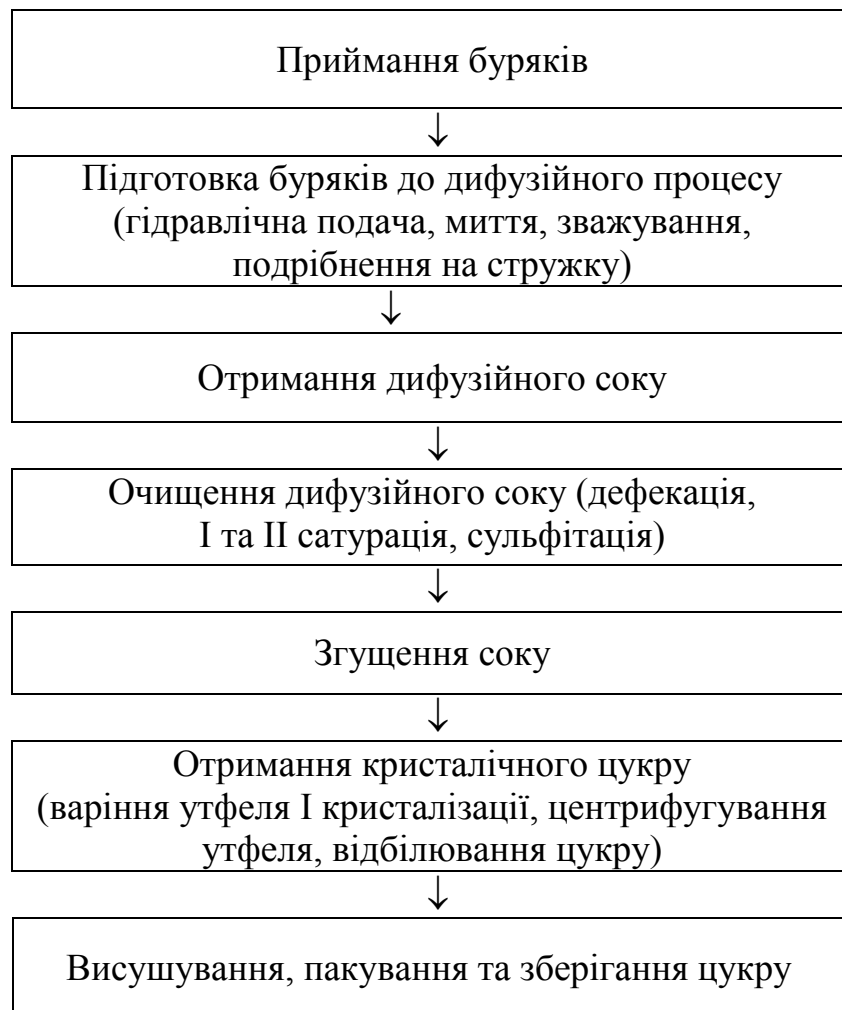 Приймання буряків
↓
Підготовка буряків до дифузійного процесу
(гідравлічна подача, миття, зважування,
подрібнення на стружку)
↓
Отримання дифузійного соку
↓
Очищення дифузійного соку (дефекація,
І та ІІ сатурація, сульфітація)
↓
Згущення соку
↓
Отримання кристалічного цукру
(варіння утфеля І кристалізації, центрифугування
утфеля, відбілювання цукру)
↓
Висушування, пакування та зберігання цукру